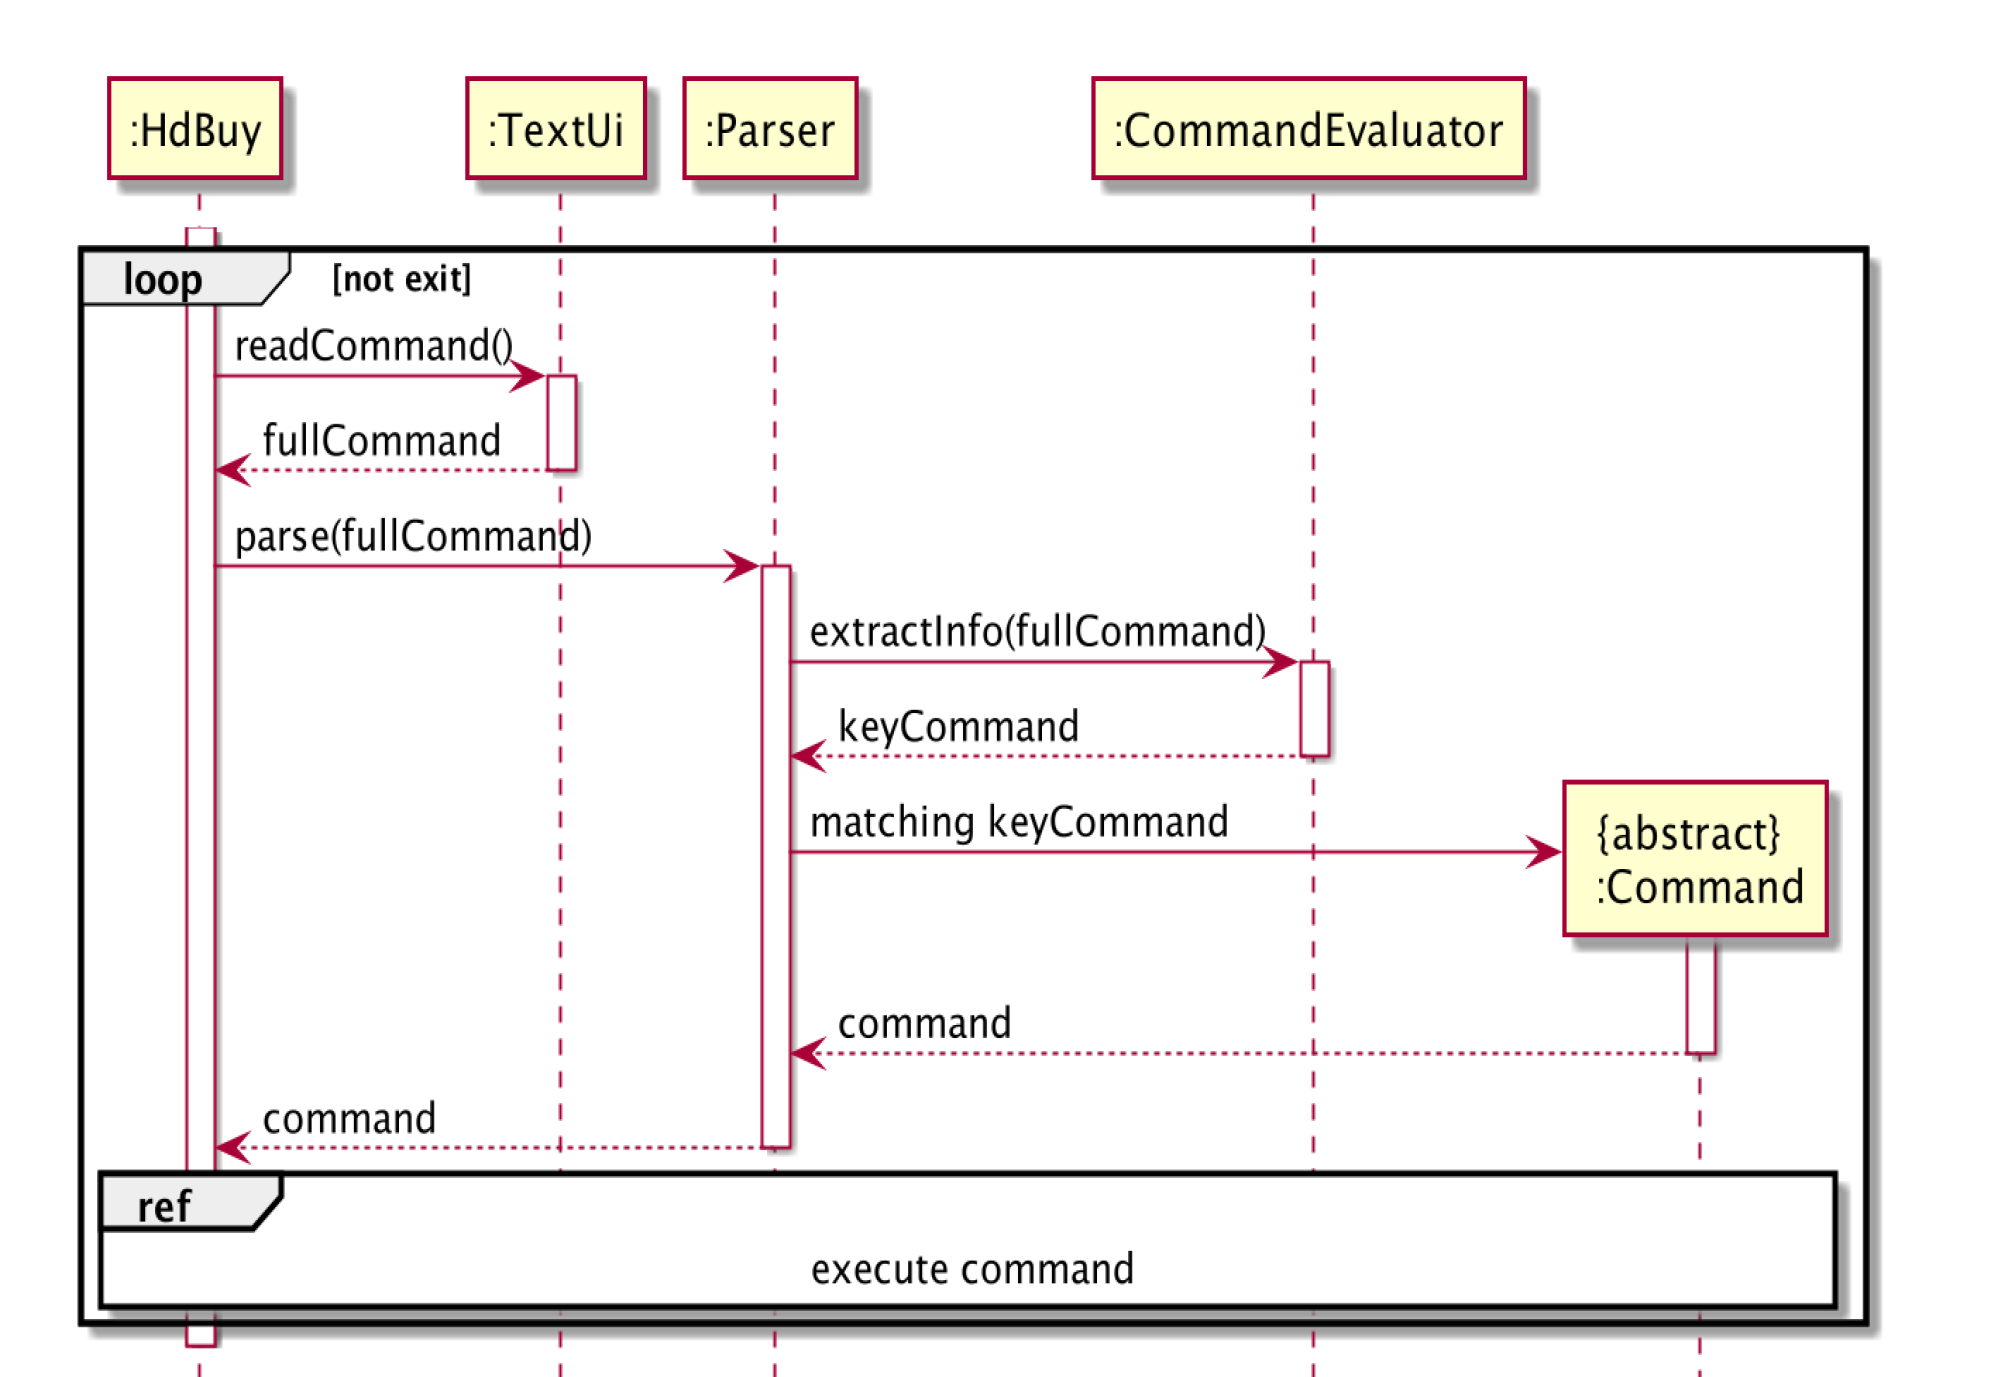 :HdBuy
:TextUi
:Parser
:CommandEvaluator
loop
[not exit]
readCommand()
fullCommand
parse(fullCommand)
extractInfo(fullCommand)
keyCommand
matching keyCommand
{abstract}
:Command
command
command
ref
execute command